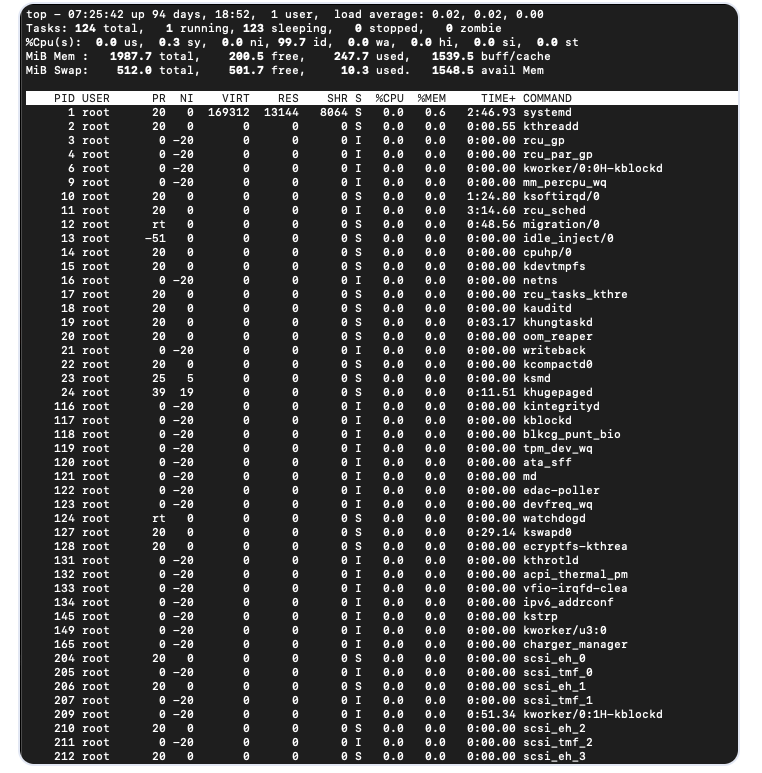 top - 07:25:42 up 94 days, 18:52,  1 user,  load average: 0.02, 0.02, 0.00
Tasks: 124 total,   1 running, 123 sleeping,   0 stopped,   0 zombie
%Cpu(s):  0.0 us,  0.3 sy,  0.0 ni, 99.7 id,  0.0 wa,  0.0 hi,  0.0 si,  0.0 st
MiB Mem :   1987.7 total,    200.5 free,    247.7 used,   1539.5 buff/cache
MiB Swap:    512.0 total,    501.7 free,     10.3 used.   1548.5 avail Mem
PID USER      PR  NI    VIRT    RES    SHR S  %CPU  %MEM     TIME+ COMMAND
1 root      20   0  169312  13144   8064 S   0.0   0.6   2:46.93 systemd
2 root      20   0       0      0      0 S   0.0   0.0   0:00.55 kthreadd
3 root       0 -20       0      0      0 I   0.0   0.0   0:00.00 rcu_gp
4 root       0 -20       0      0      0 I   0.0   0.0   0:00.00 rcu_par_gp
6 root       0 -20       0      0      0 I   0.0   0.0   0:00.00 kworker/0:0H-kblockd
9 root       0 -20       0      0      0 I   0.0   0.0   0:00.00 mm_percpu_wq
10 root      20   0       0      0      0 S   0.0   0.0   1:24.80 ksoftirqd/0
11 root      20   0       0      0      0 I   0.0   0.0   3:14.60 rcu_sched
12 root      rt   0       0      0      0 S   0.0   0.0   0:48.56 migration/0
13 root     -51   0       0      0      0 S   0.0   0.0   0:00.00 idle_inject/0
14 root      20   0       0      0      0 S   0.0   0.0   0:00.00 cpuhp/0
15 root      20   0       0      0      0 S   0.0   0.0   0:00.00 kdevtmpfs
16 root       0 -20       0      0      0 I   0.0   0.0   0:00.00 netns
17 root      20   0       0      0      0 S   0.0   0.0   0:00.00 rcu_tasks_kthre
18 root      20   0       0      0      0 S   0.0   0.0   0:00.00 kauditd
19 root      20   0       0      0      0 S   0.0   0.0   0:03.17 khungtaskd
20 root      20   0       0      0      0 S   0.0   0.0   0:00.00 oom_reaper
21 root       0 -20       0      0      0 I   0.0   0.0   0:00.00 writeback
22 root      20   0       0      0      0 S   0.0   0.0   0:00.00 kcompactd0
23 root      25   5       0      0      0 S   0.0   0.0   0:00.00 ksmd
24 root      39  19       0      0      0 S   0.0   0.0   0:11.51 khugepaged
116 root       0 -20       0      0      0 I   0.0   0.0   0:00.00 kintegrityd
117 root       0 -20       0      0      0 I   0.0   0.0   0:00.00 kblockd
118 root       0 -20       0      0      0 I   0.0   0.0   0:00.00 blkcg_punt_bio
119 root       0 -20       0      0      0 I   0.0   0.0   0:00.00 tpm_dev_wq
120 root       0 -20       0      0      0 I   0.0   0.0   0:00.00 ata_sff
121 root       0 -20       0      0      0 I   0.0   0.0   0:00.00 md
122 root       0 -20       0      0      0 I   0.0   0.0   0:00.00 edac-poller
123 root       0 -20       0      0      0 I   0.0   0.0   0:00.00 devfreq_wq
124 root      rt   0       0      0      0 S   0.0   0.0   0:00.00 watchdogd
127 root      20   0       0      0      0 S   0.0   0.0   0:29.14 kswapd0
128 root      20   0       0      0      0 S   0.0   0.0   0:00.00 ecryptfs-kthrea
131 root       0 -20       0      0      0 I   0.0   0.0   0:00.00 kthrotld
132 root       0 -20       0      0      0 I   0.0   0.0   0:00.00 acpi_thermal_pm
133 root       0 -20       0      0      0 I   0.0   0.0   0:00.00 vfio-irqfd-clea
134 root       0 -20       0      0      0 I   0.0   0.0   0:00.00 ipv6_addrconf
145 root       0 -20       0      0      0 I   0.0   0.0   0:00.00 kstrp
149 root       0 -20       0      0      0 I   0.0   0.0   0:00.00 kworker/u3:0
165 root       0 -20       0      0      0 I   0.0   0.0   0:00.00 charger_manager
204 root      20   0       0      0      0 S   0.0   0.0   0:00.00 scsi_eh_0
205 root       0 -20       0      0      0 I   0.0   0.0   0:00.00 scsi_tmf_0
206 root      20   0       0      0      0 S   0.0   0.0   0:00.00 scsi_eh_1
207 root       0 -20       0      0      0 I   0.0   0.0   0:00.00 scsi_tmf_1
209 root       0 -20       0      0      0 I   0.0   0.0   0:51.34 kworker/0:1H-kblockd
210 root      20   0       0      0      0 S   0.0   0.0   0:00.00 scsi_eh_2
211 root       0 -20       0      0      0 I   0.0   0.0   0:00.00 scsi_tmf_2
212 root      20   0       0      0      0 S   0.0   0.0   0:00.00 scsi_eh_3